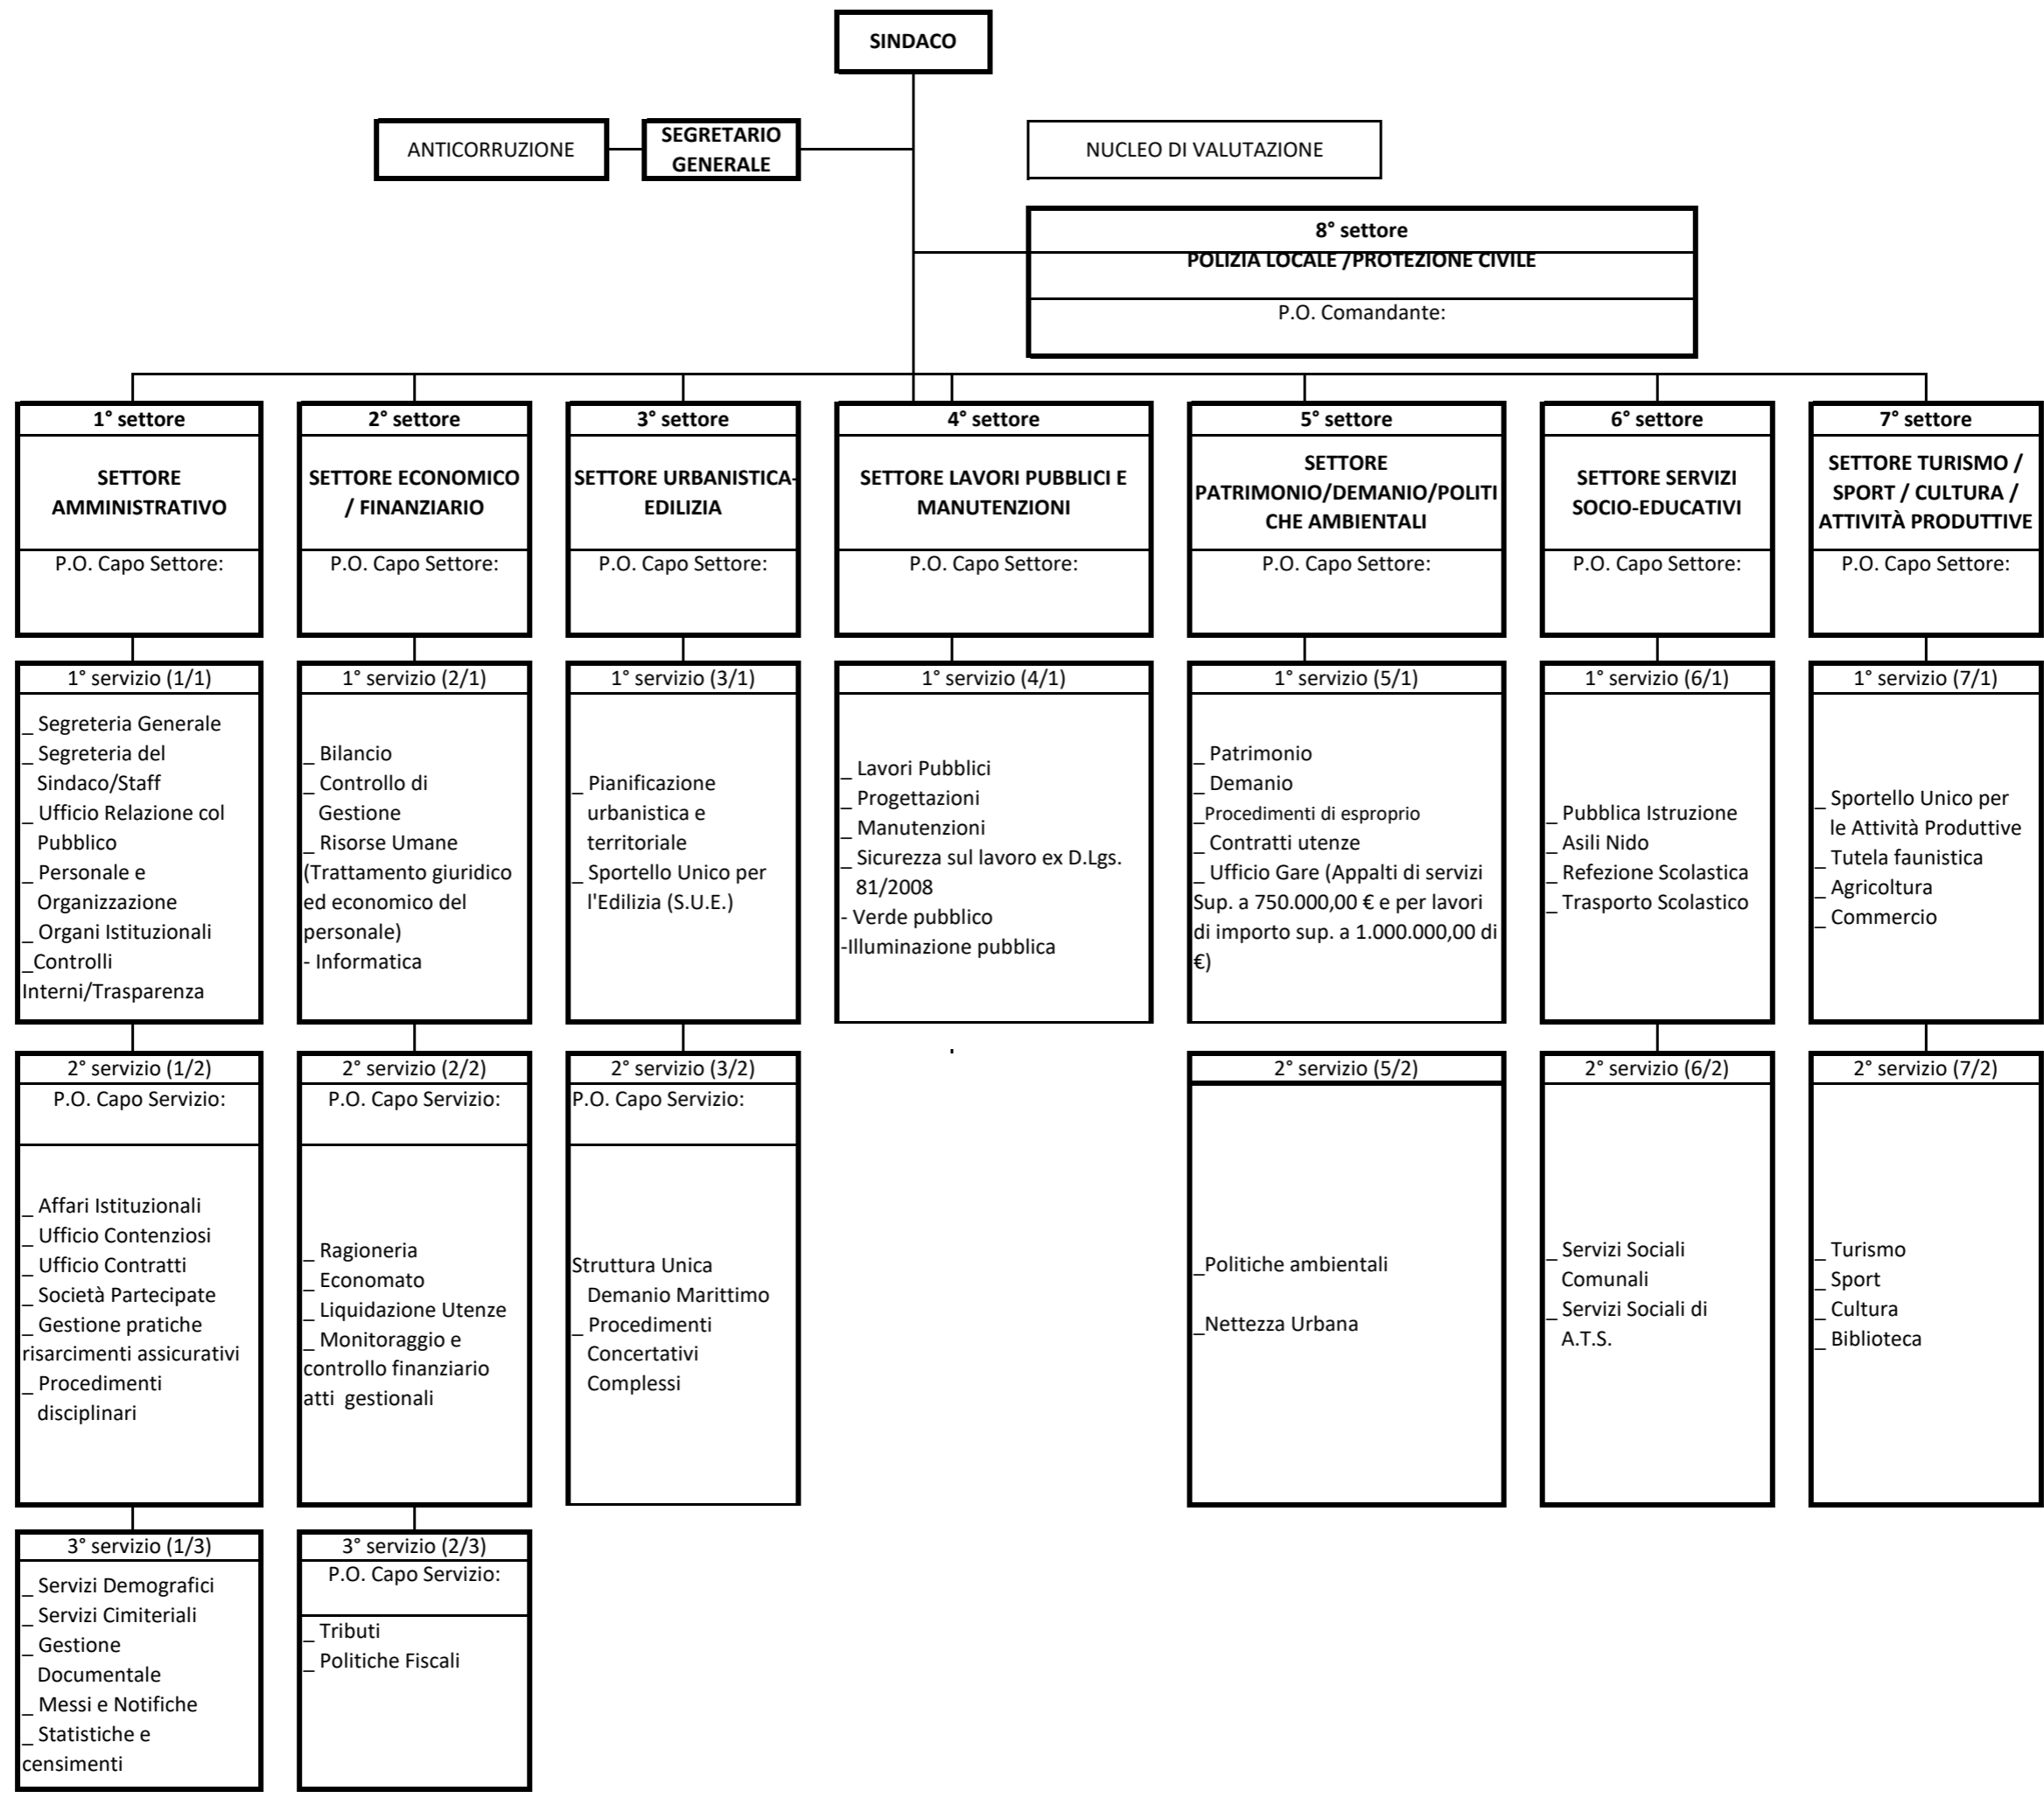 SINDACO
ANTICORRUZIONE
SEGRETARIO
GENERALE
NUCLEO DI VALUTAZIONE
8° settore
POLIZIA LOCALE /PROTEZIONE CIVILE
P.O. Comandante:
1° settore
SETTORE
AMMINISTRATIVO
P.O. Capo Settore:
2° settore
SETTORE ECONOMICO
/ FINANZIARIO
P.O. Capo Settore:
3° settore
SETTORE URBANISTICA-
EDILIZIA
P.O. Capo Settore:
4° settore
SETTORE LAVORI PUBBLICI E
MANUTENZIONI
P.O. Capo Settore:
5° settore
SETTORE
PATRIMONIO/DEMANIO/POLITI
CHE AMBIENTALI
P.O. Capo Settore:
6° settore
SETTORE SERVIZI
SOCIO-EDUCATIVI
P.O. Capo Settore:
7° settore
SETTORE TURISMO /
SPORT / CULTURA /
ATTIVITÀ PRODUTTIVE
P.O. Capo Settore:
1° servizio (1/1)
_ Segreteria Generale
_ Segreteria del
Sindaco/Staff
_ Ufficio Relazione col
Pubblico
_ Personale e
Organizzazione
_ Organi Istituzionali
_Controlli
Interni/Trasparenza
1° servizio (2/1)
_ Bilancio
_ Controllo di
Gestione
_ Risorse Umane
(Trattamento giuridico
ed economico del
personale)
- Informatica
1° servizio (3/1)
_ Pianificazione
urbanistica e
territoriale
_ Sportello Unico per
l'Edilizia (S.U.E.)
1° servizio (4/1)
_ Lavori Pubblici
_ Progettazioni
_ Manutenzioni
_ Sicurezza sul lavoro ex D.Lgs.
81/2008
- Verde pubblico
-Illuminazione pubblica
1° servizio (5/1)
_ Patrimonio
_ Demanio
_Procedimenti di esproprio
_ Contratti utenze
_ Ufficio Gare (Appalti di servizi
Sup. a 750.000,00 € e per lavori
di importo sup. a 1.000.000,00 di
€)
1° servizio (6/1)
_ Pubblica Istruzione
_ Asili Nido
_ Refezione Scolastica
_ Trasporto Scolastico
1° servizio (7/1)
_ Sportello Unico per
le Attività Produttive
_ Tutela faunistica
_ Agricoltura
_ Commercio
2° servizio (1/2)
P.O. Capo Servizio:
_ Affari Istituzionali
_ Ufficio Contenziosi
_ Ufficio Contratti
_ Società Partecipate
_ Gestione pratiche
risarcimenti assicurativi
_ Procedimenti
disciplinari
2° servizio (2/2)
P.O. Capo Servizio:
_ Ragioneria
_ Economato
_ Liquidazione Utenze
_ Monitoraggio e
controllo finanziario
atti gestionali
2° servizio (3/2)
P.O. Capo Servizio:
Struttura Unica
Demanio Marittimo
_ Procedimenti
Concertativi
Complessi
2° servizio (5/2)
_Politiche ambientali
_Nettezza Urbana
2° servizio (6/2)
_ Servizi Sociali
Comunali
_ Servizi Sociali di
A.T.S.
2° servizio (7/2)
_ Turismo
_ Sport
_ Cultura
_ Biblioteca
3° servizio (1/3)
_ Servizi Demografici
_ Servizi Cimiteriali
_ Gestione
Documentale
_ Messi e Notifiche
_ Statistiche e
censimenti
3° servizio (2/3)
P.O. Capo Servizio:
_ Tributi
_ Politiche Fiscali